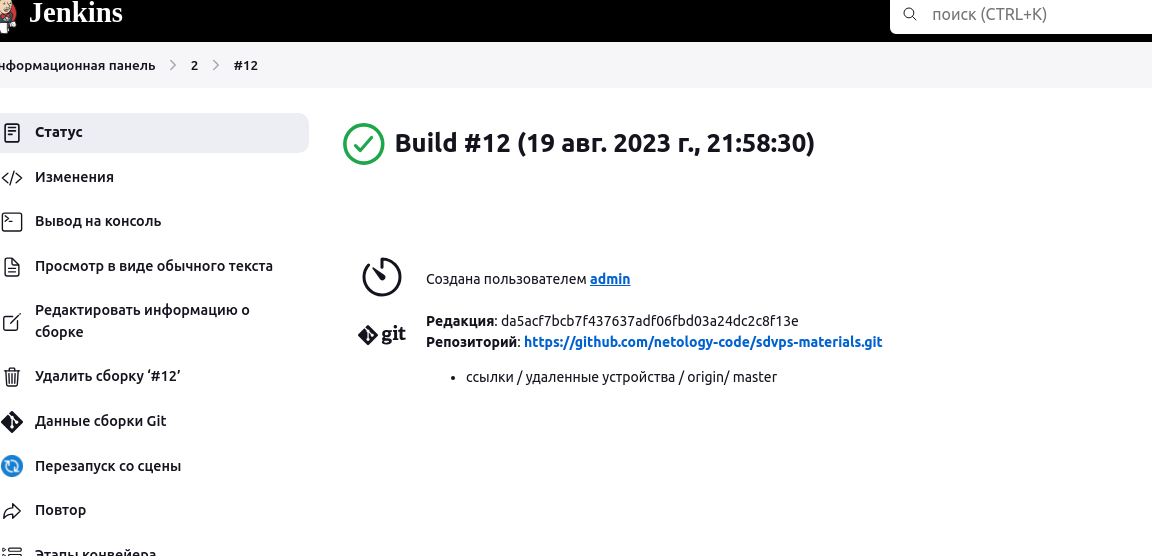 Jenkins
поиск (CTRL+K)
нформационная панель
2
#12
Статус
Изменения
Вывод на консоль
Просмотр в виде обычного текста
Редактировать информацию о
сборке
Удалить сборку ‘#12’
Данные сборки Git
Перезапуск со сцены
Повтор
Этапы конвейера
Build #12 (19 авг. 2023 г., 21:58:30)
Создана пользователем admin
git
Редакция: da5acf7bcb7f437637adf06fbd03a24dc2c8f13e
Репозиторий: https://github.com/netology-code/sdvps-materials.git
• ссылки / удаленные устройства / origin/ master